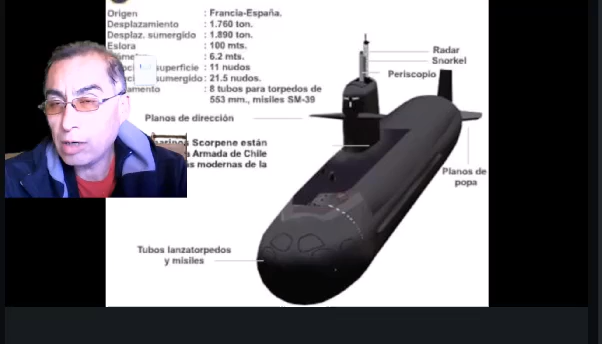 Origen : Francia-España.
Desplazamiento : 1.760 ton.
Desplaz. sumergido : 1.890 ton.
Eslora : 100 mts.
: 6.2 mts.
superficie : 11 nudos
sumergido : 21.5 nudos.
: 8 tubos para torpedos de
553 mm., misiles SM-39
Radar
Snorkel
Periscopio
Planos de dirección
Scorpene están
Armada de Chile
modernas de la
Planos de
popa
Tubos lanzatorpedos
y misiles